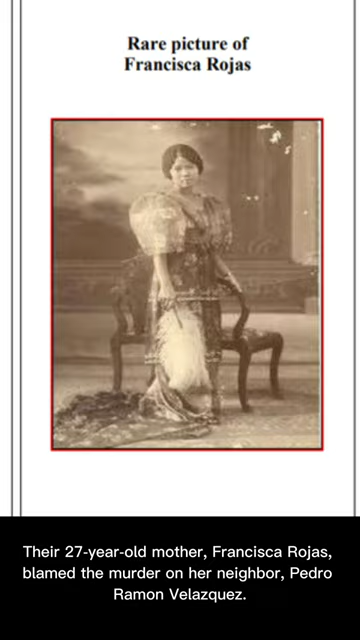 Rare picture of
Francisca Rojas
Their 27-year-old mother, Francisca Rojas,
blamed the murder on her neighbor, Pedro
Ramon Velazquez.